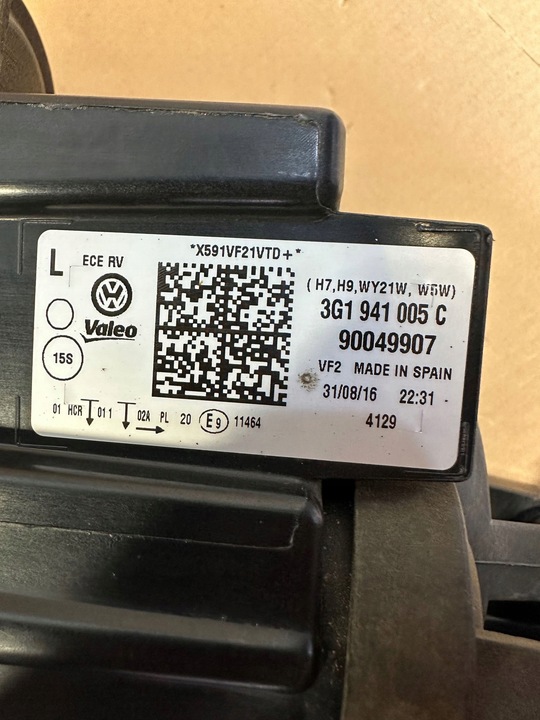 *X591VF21VTD+*
L ECE RV
(H7,H9,WY21W, W5W)
3G1 941 005 C
Valeo
90049907
15S
VF2 MADE IN SPAIN
31/08/16 22:31
01 HCR 011 02A PL 20 E9 11464
4129